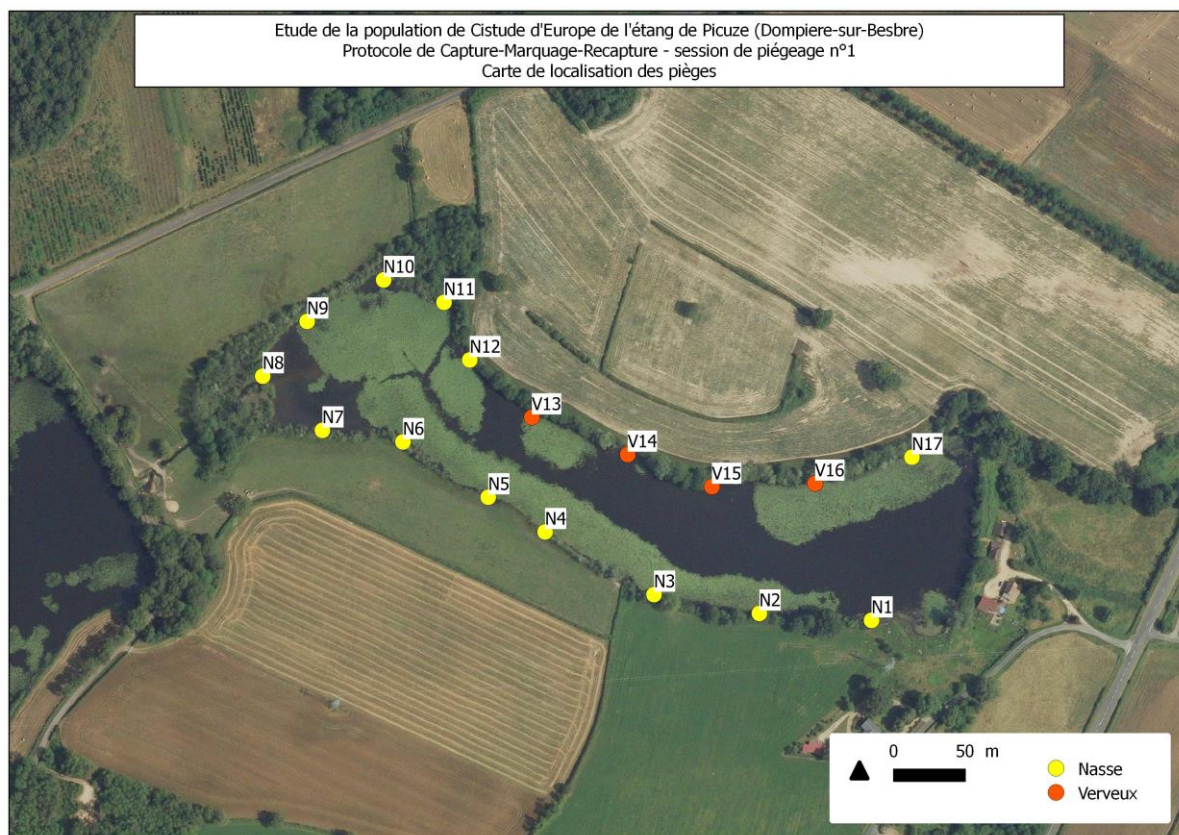 Etude de la population de Cistude d'Europe de l'étang de Picuze (Dompiere-sur-Besbre)
Protocole de Capture-Marquage-Recapture - session de piégeage n°1
Carte de localisation des pièges
N10
N11
N9
N12
N8
V13
N7
N6
V14
N17
V15
V16
N5
N4
N3
N2
N1
0 50 m
Nasse
Verveux